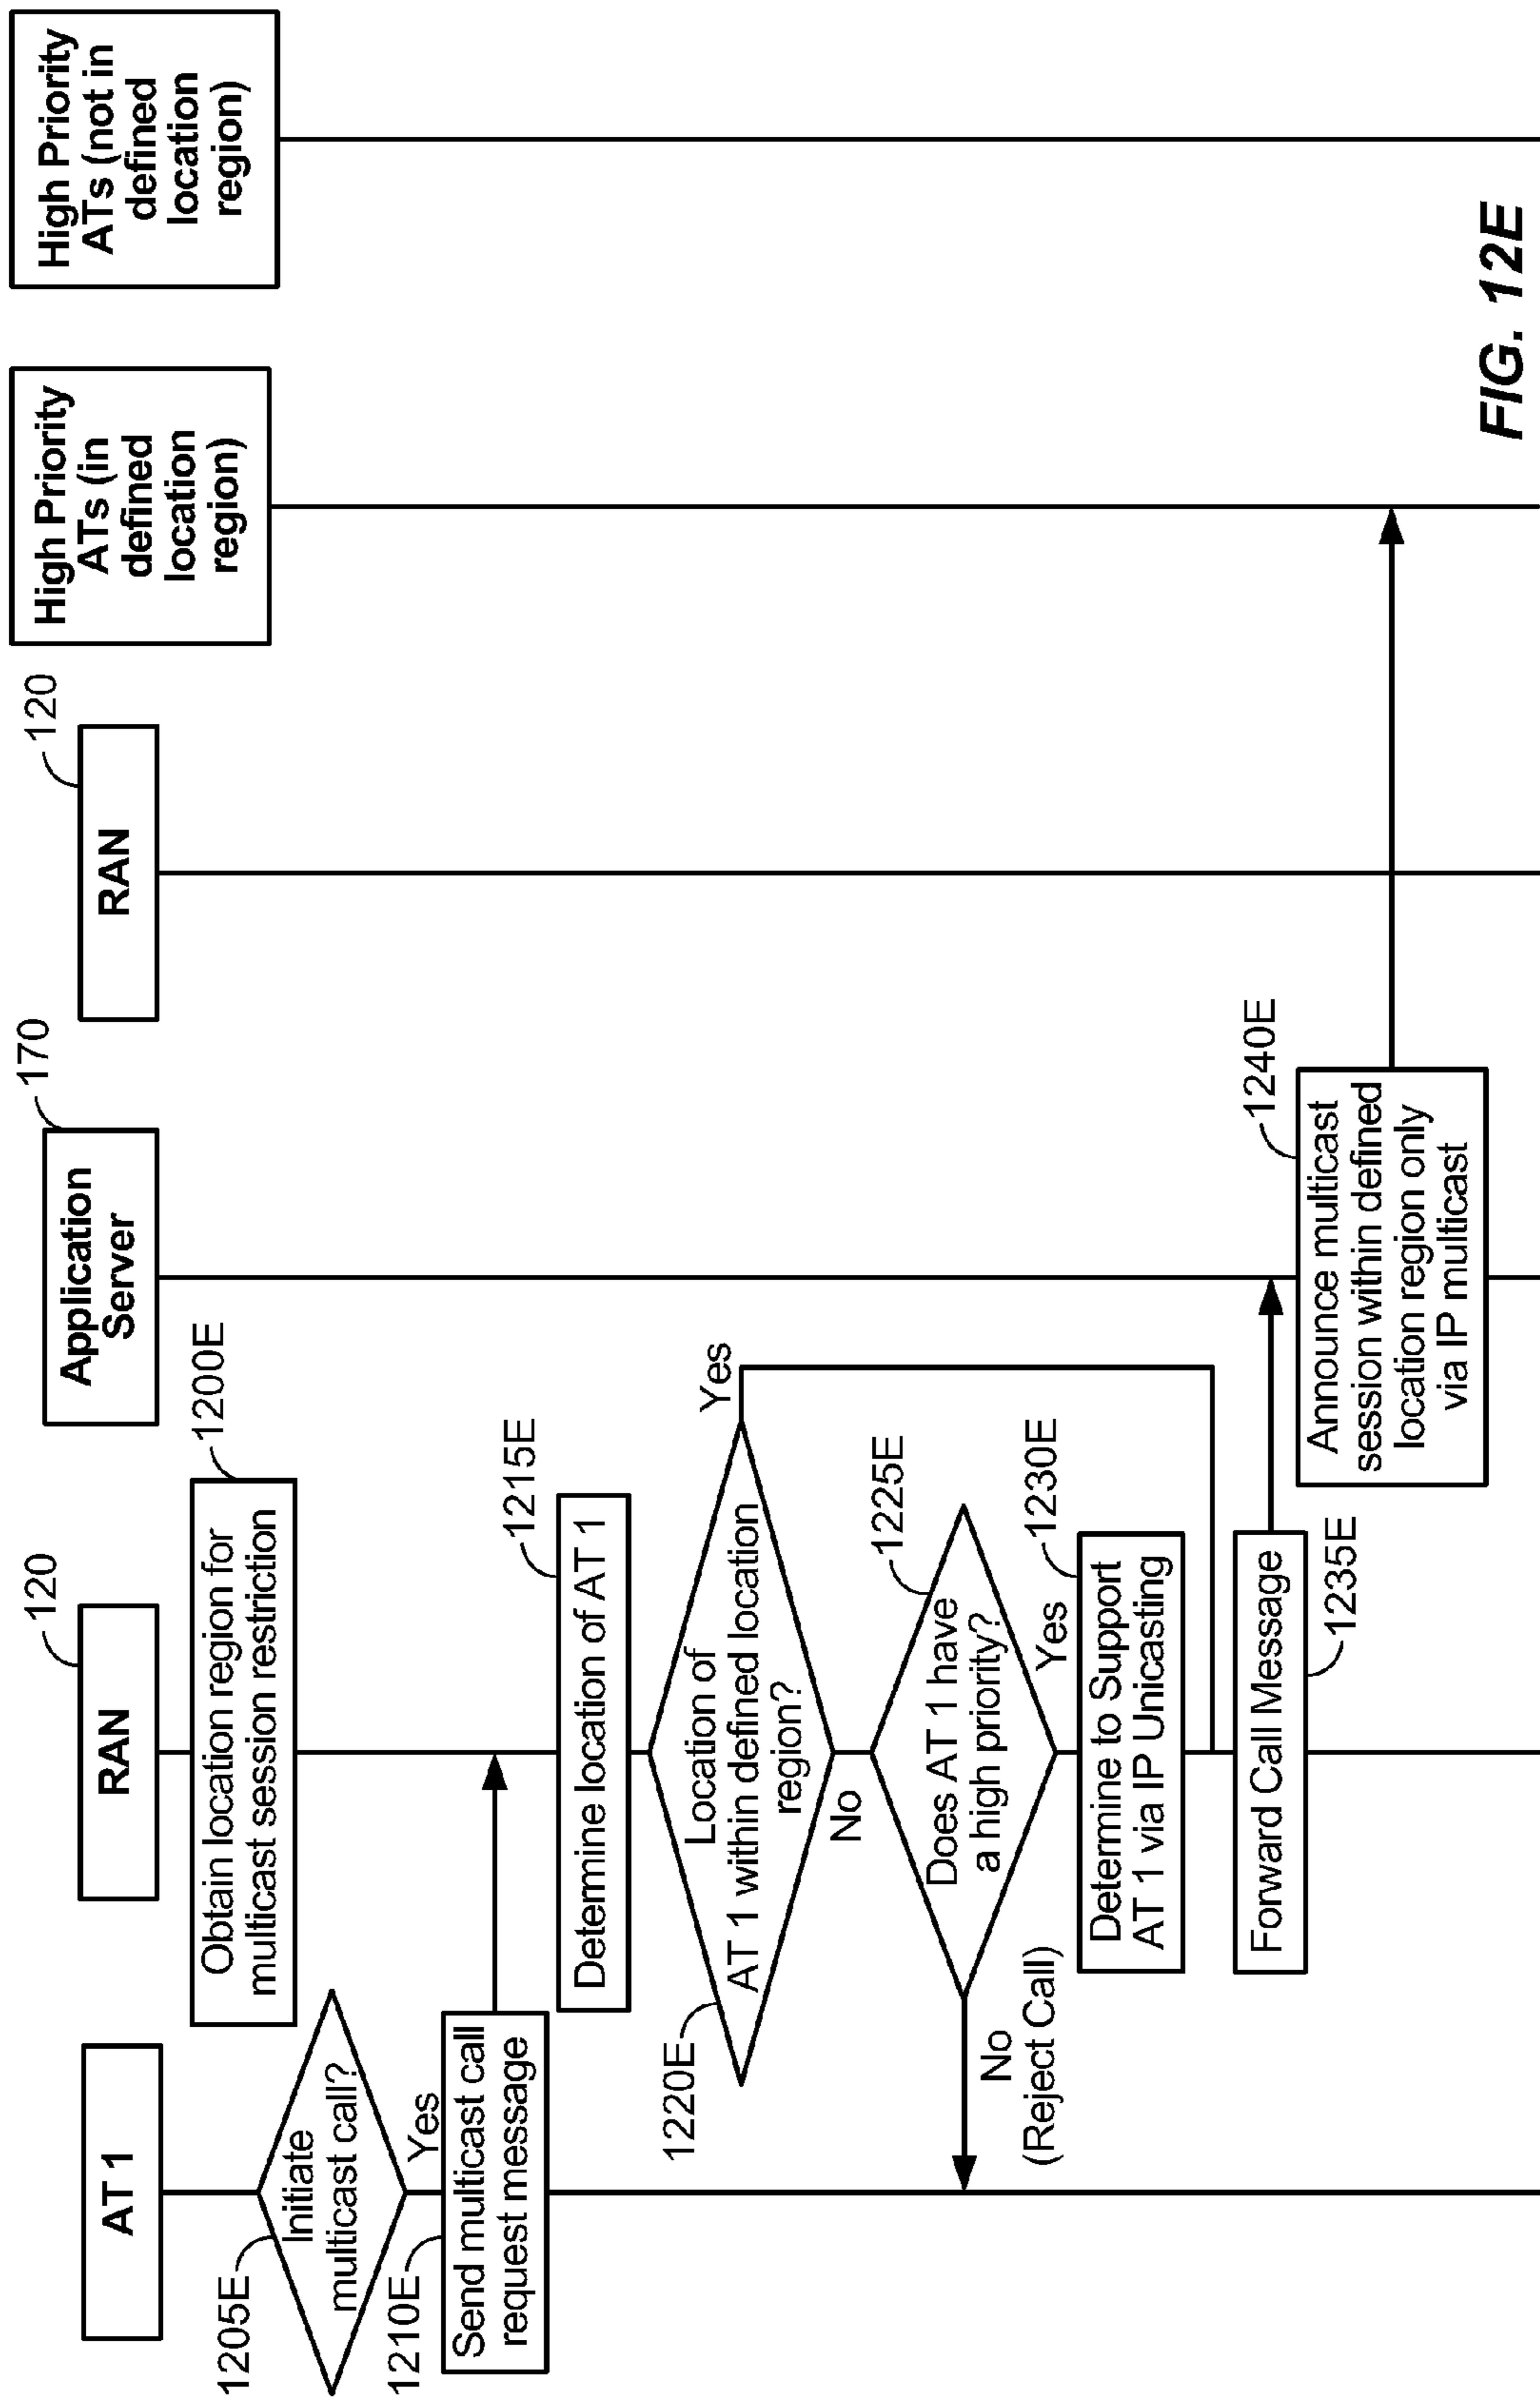 AT 1
RAN
120
Application
Server
170
RAN
120
High Priority
ATs (in
defined
location
region)
High Priority
ATs (not in
defined
location
region)
Obtain location region for
multicast session restriction
1200E
1205E
Initiate
multicast call?
Yes
1210E
Send multicast call
request message
1215E
Determine location of AT 1
1220E
Location of
AT 1 within defined location
region?
Yes
No
1225E
Does AT 1 have
a high priority?
No
(Reject Call)
Yes
1230E
Determine to Support
AT 1 via IP Unicasting
Forward Call Message
1235E
1240E
Announce multicast
session within defined
location region only
via IP multicast
FIG. 12E